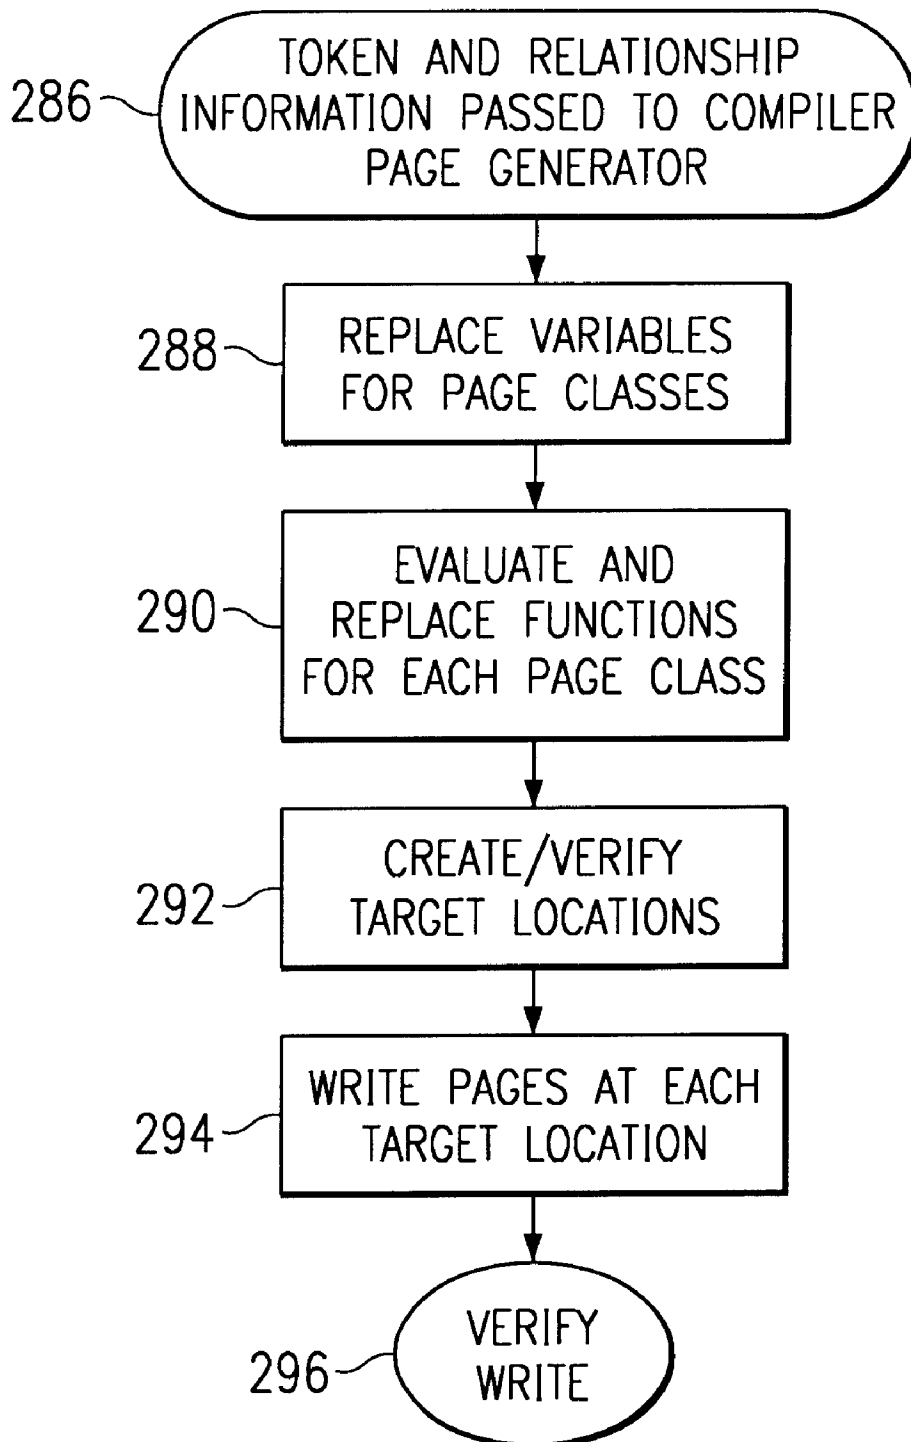 TOKEN AND RELATIONSHIP
286
INFORMATION PASSED TO COMPILER
PAGE GENERATOR
288
REPLACE VARIABLES
FOR PAGE CLASSES
290
EVALUATE AND
REPLACE FUNCTIONS
FOR EACH PAGE CLASS
292
CREATE/VERIFY
TARGET LOCATIONS
294
WRITE PAGES AT EACH
TARGET LOCATION
296
VERIFY
WRITE